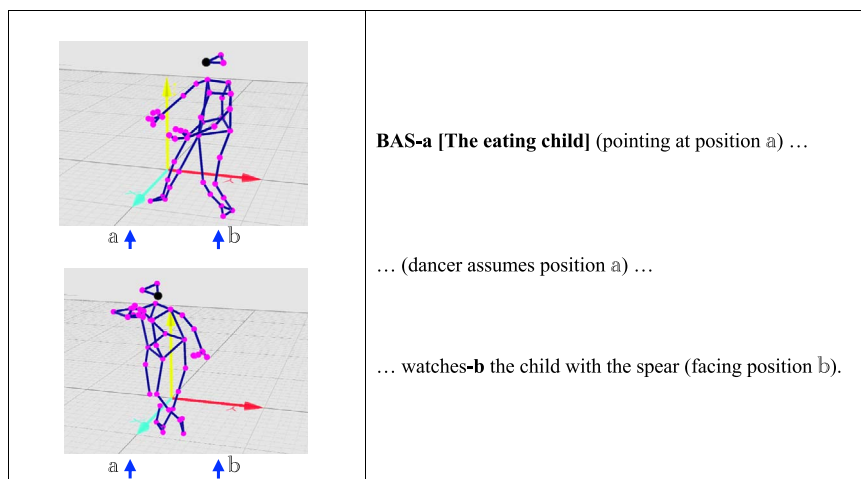 BAS-a [The eating child] (pointing at position 𝕒) …
𝕒 𝕓
… (dancer assumes position 𝕒) …
… watches-b the child with the spear (facing position 𝕓).
𝕒 𝕓